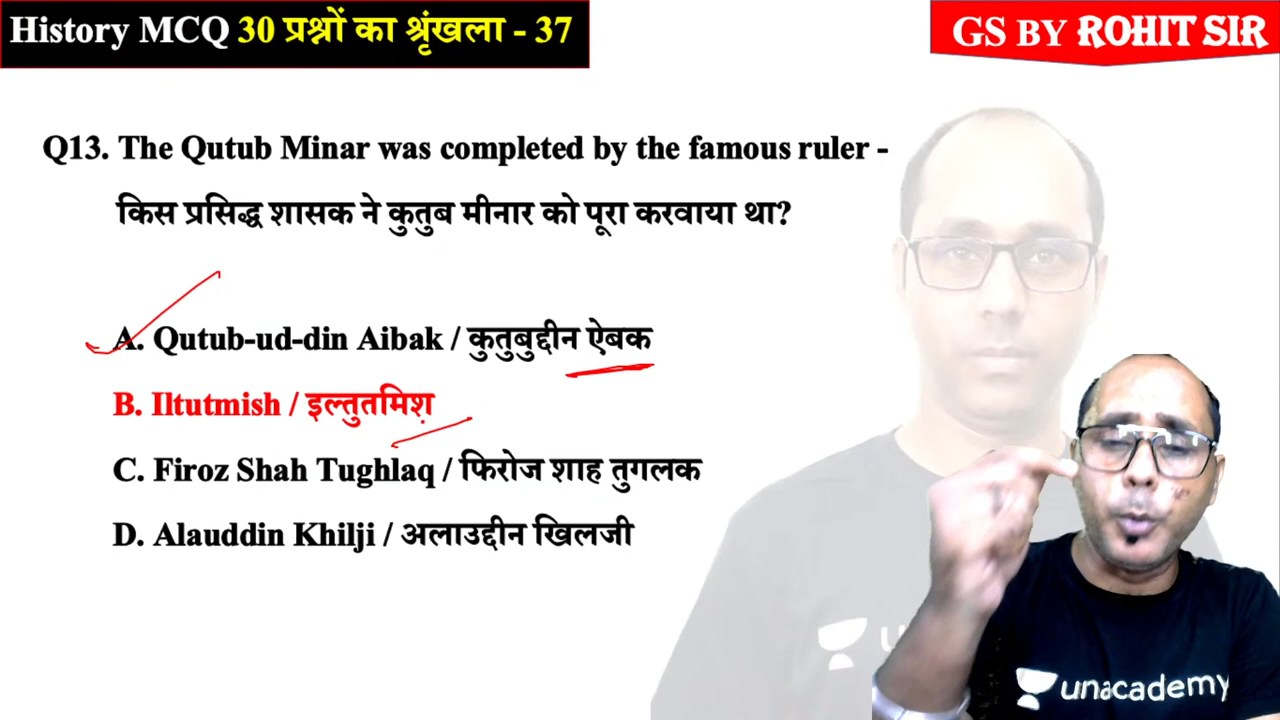 History MCQ 30 प्रश्नों का श्रृंखला - 37
GS BY ROHIT SIR
Q13. The Qutub Minar was completed by the famous ruler -
किस प्रसिद्ध शासक ने कुतुब मीनार को पूरा करवाया था?
A. Qutub-ud-din Aibak / कुतुबुद्दीन ऐबक
B. Iltutmish / इल्तुतमिश़
C. Firoz Shah Tughlaq / फिरोज शाह तुगलक
D. Alauddin Khilji / अलाउद्दीन खिलजी
unacademy